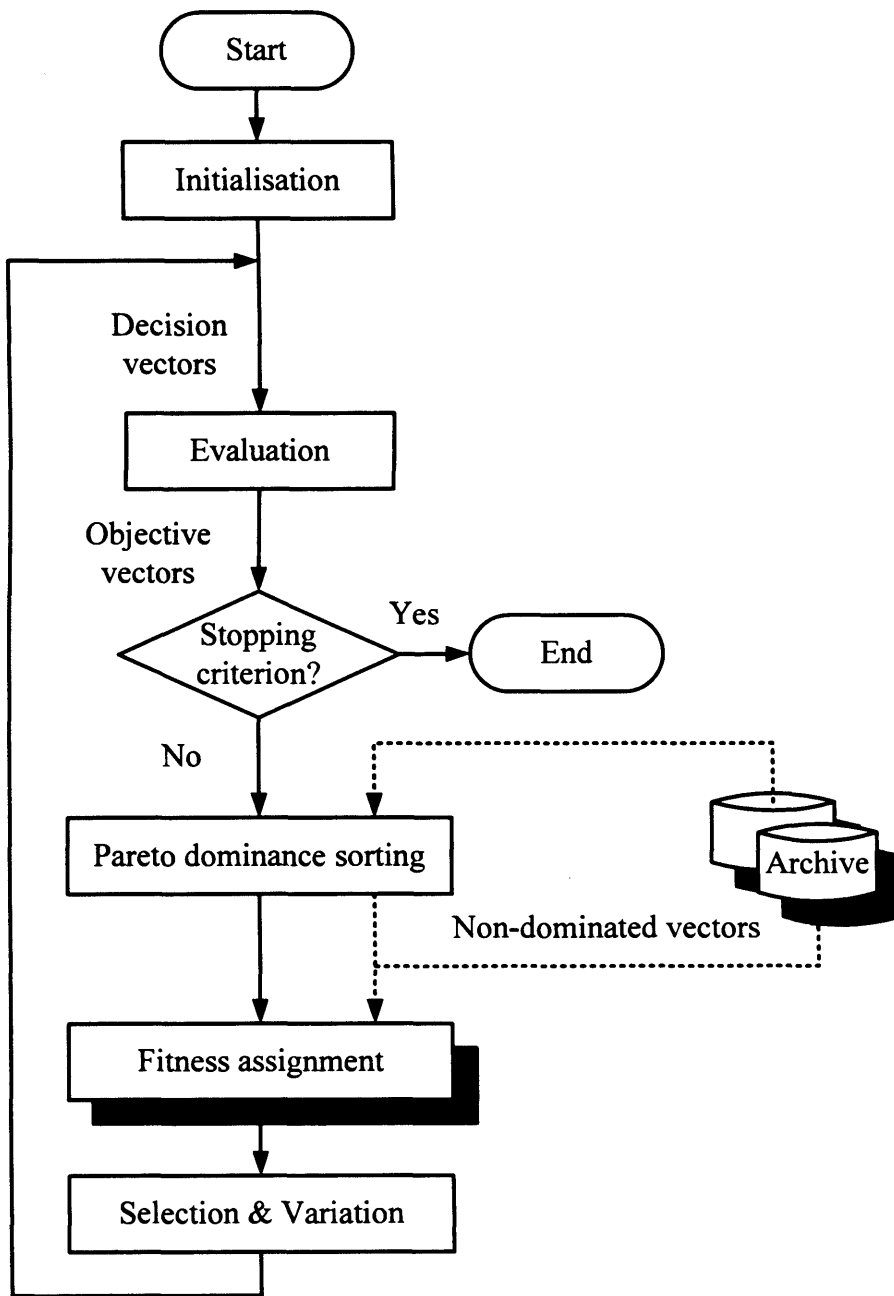 Start
Initialisation
Decision
vectors
Evaluation
Objective
vectors
Stopping
criterion?
Yes
End
No
Pareto dominance sorting
Archive
Non-dominated vectors
Fitness assignment
Selection & Variation